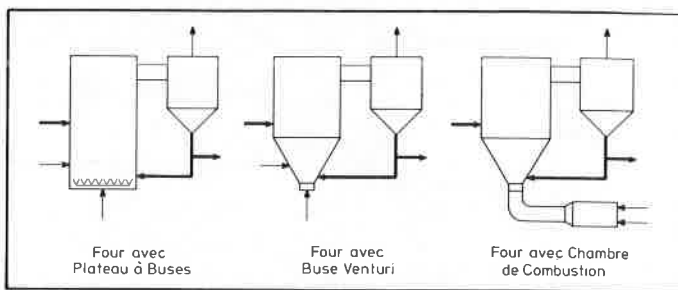 Four avec
Plateau à Buses
Four avec
Buse Venturi
Four avec Chambre
de Combustion